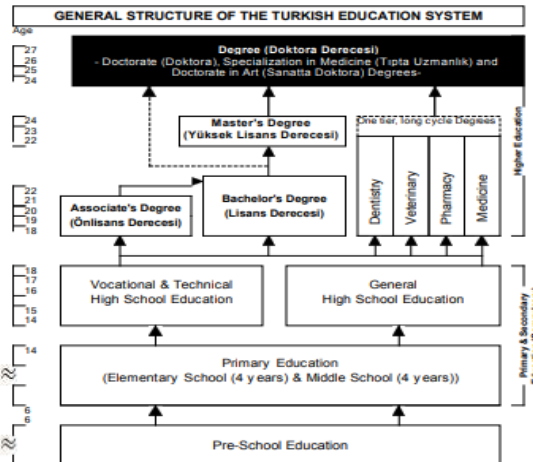 GENERAL STRUCTURE OF THE TURKISH EDUCATION SYSTEM
Age
27
26
25
24
Degree (Doktora Derecesi)
- Doctorate (Doktora), Specialization in Medicine (Tıpta Uzmanlık) and
Doctorate in Art (Sanatta Doktora) Degrees-
24
23
22
Master's Degree
(Yüksek Lisans Derecesi)
One tier, long cycle Degrees
Higher Education
22
21
20
19
18
Associate's Degree
(Önlisans Derecesi)
Bachelor's Degree
(Lisans Derecesi)
Dentistry
Veterinary
Pharmacy
Medicine
18
17
16
15
14
Vocational & Technical
High School Education
General
High School Education
Primary & Secondary
14
6
Primary Education
(Elementary School (4 years) & Middle School (4 years))
6
Pre-School Education